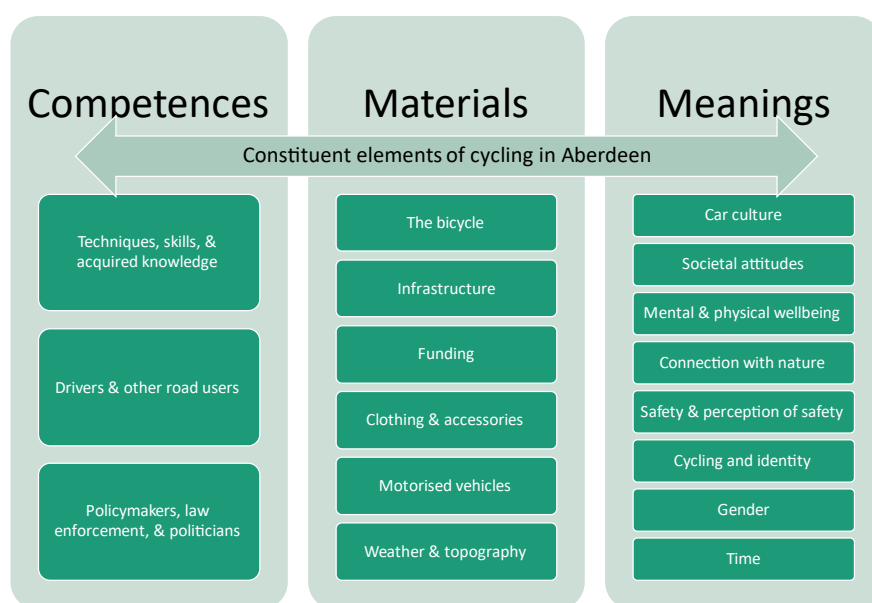 Competences
Materials
Meanings
Constituent elements of cycling in Aberdeen
Techniques, skills, &
acquired knowledge
Drivers & other road users
Policymakers, law
enforcement, & politicians
The bicycle
Infrastructure
Funding
Clothing & accessories
Motorised vehicles
Weather & topography
Car culture
Societal attitudes
Mental & physical wellbeing
Connection with nature
Safety & perception of safety
Cycling and identity
Gender
Time